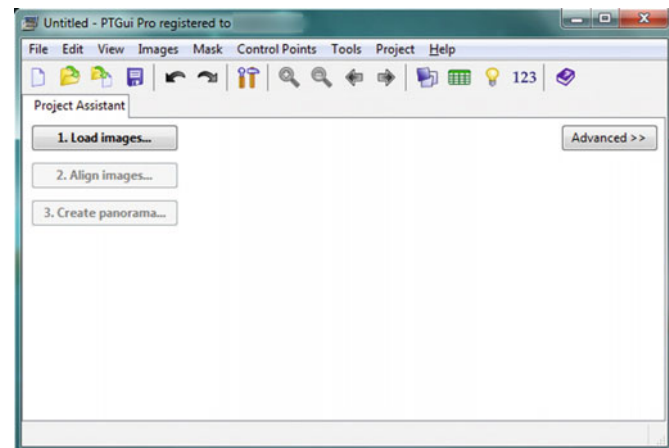 Untitled - PTGui Pro registered to
File Edit View Images Mask Control Points Tools Project Help
123
Project Assistant
1. Load images... Advanced >>
2. Align images...
3. Create panorama...